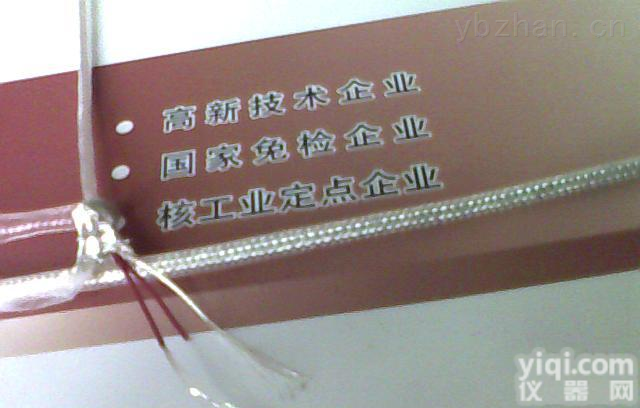 ybzhan.cn
高新技术企业
国家免检企业
核工业定点企业
yiqi.com
仪器网